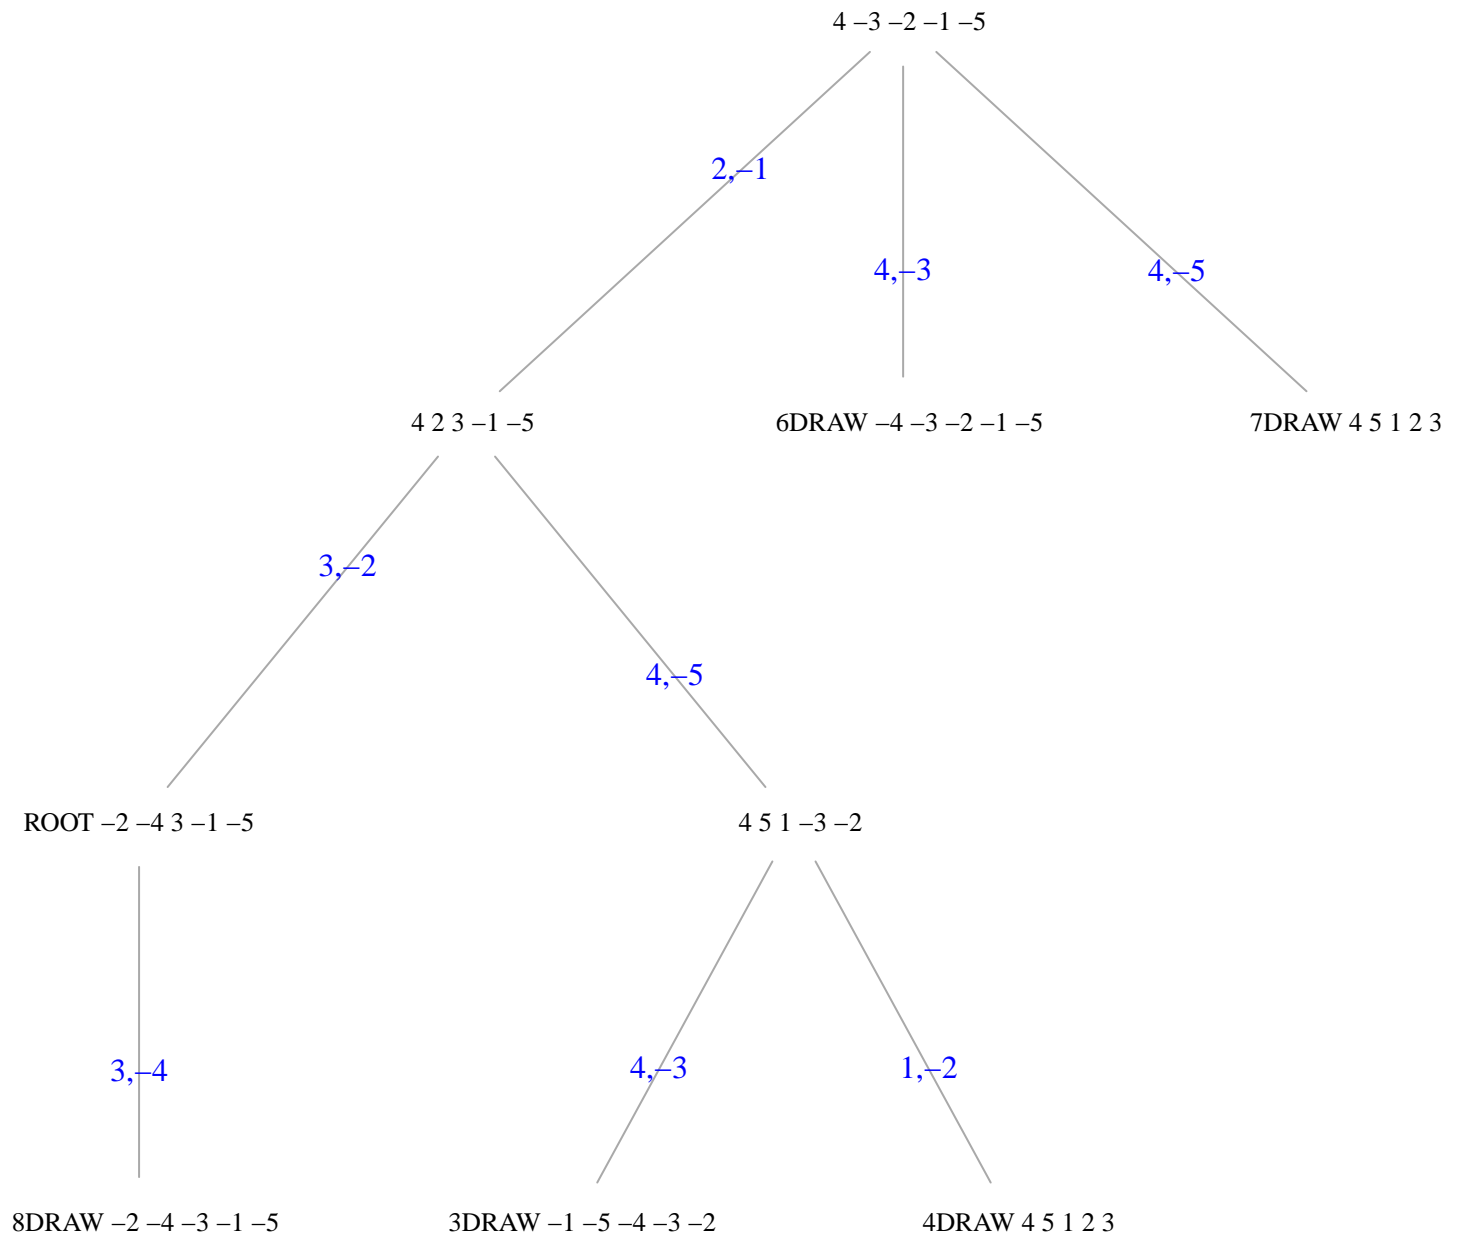 4 –3 –2 –1 –5
2,–1
4,–3
4,–5
4 2 3 –1 –5
6DRAW –4 –3 –2 –1 –5
7DRAW 4 5 1 2 3
3,–2
4,–5
ROOT –2 –4 3 –1 –5
4 5 1 –3 –2
3,–4
4,–3
1,–2
8DRAW –2 –4 –3 –1 –5
3DRAW –1 –5 –4 –3 –2
4DRAW 4 5 1 2 3